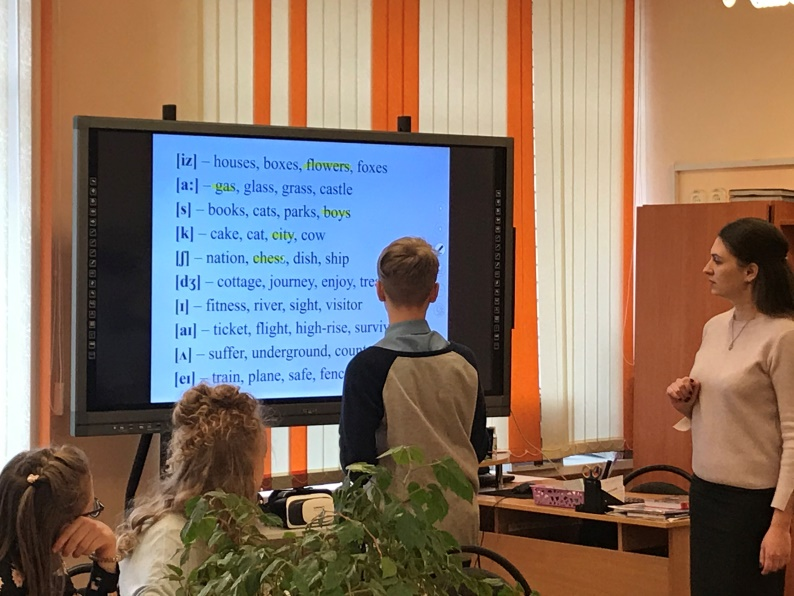 [iz] – houses, boxes, flowers, foxes
[a:] – gas, glass, grass, castle
[s] – books, cats, parks, boys
[k] – cake, cat, city, cow
[ʃ] – nation, chess, dish, ship
[dʒ] – cottage, journey, enjoy,
[ɪ] – fitness, river, sight, visitor
[aɪ] – ticket, flight, high-rise,
[ʌ] – suffer, underground,
[eɪ] – train, plane, safe,